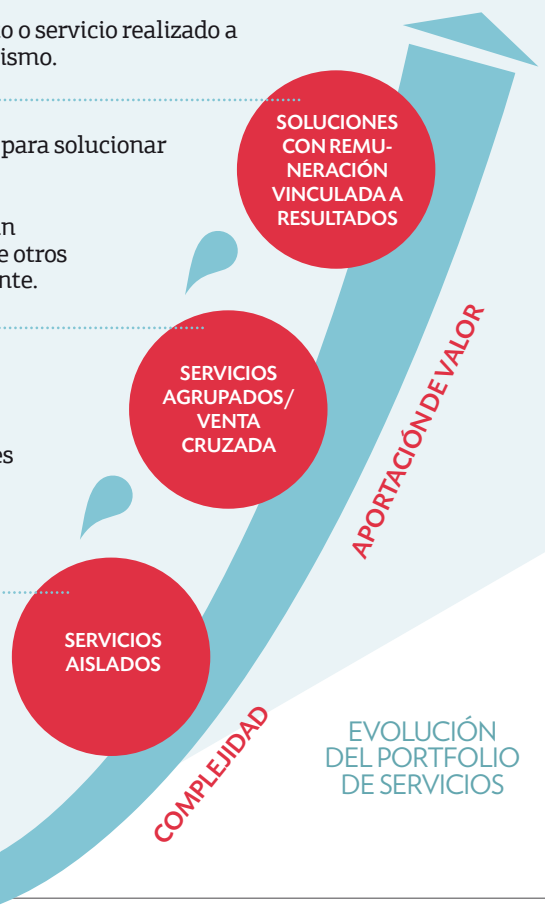 o o servicio realizado a
ismo.
para solucionar
n
e otros
nte.
es
SOLUCIONES
CON REMU-
NERACIÓN
VINCULADA A
RESULTADOS
SERVICIOS
AGRUPADOS/
VENTA
CRUZADA
SERVICIOS
AISLADOS
APORTACIÓN DE VALOR
COMPLEJIDAD
EVOLUCIÓN
DEL PORTFOLIO
DE SERVICIOS